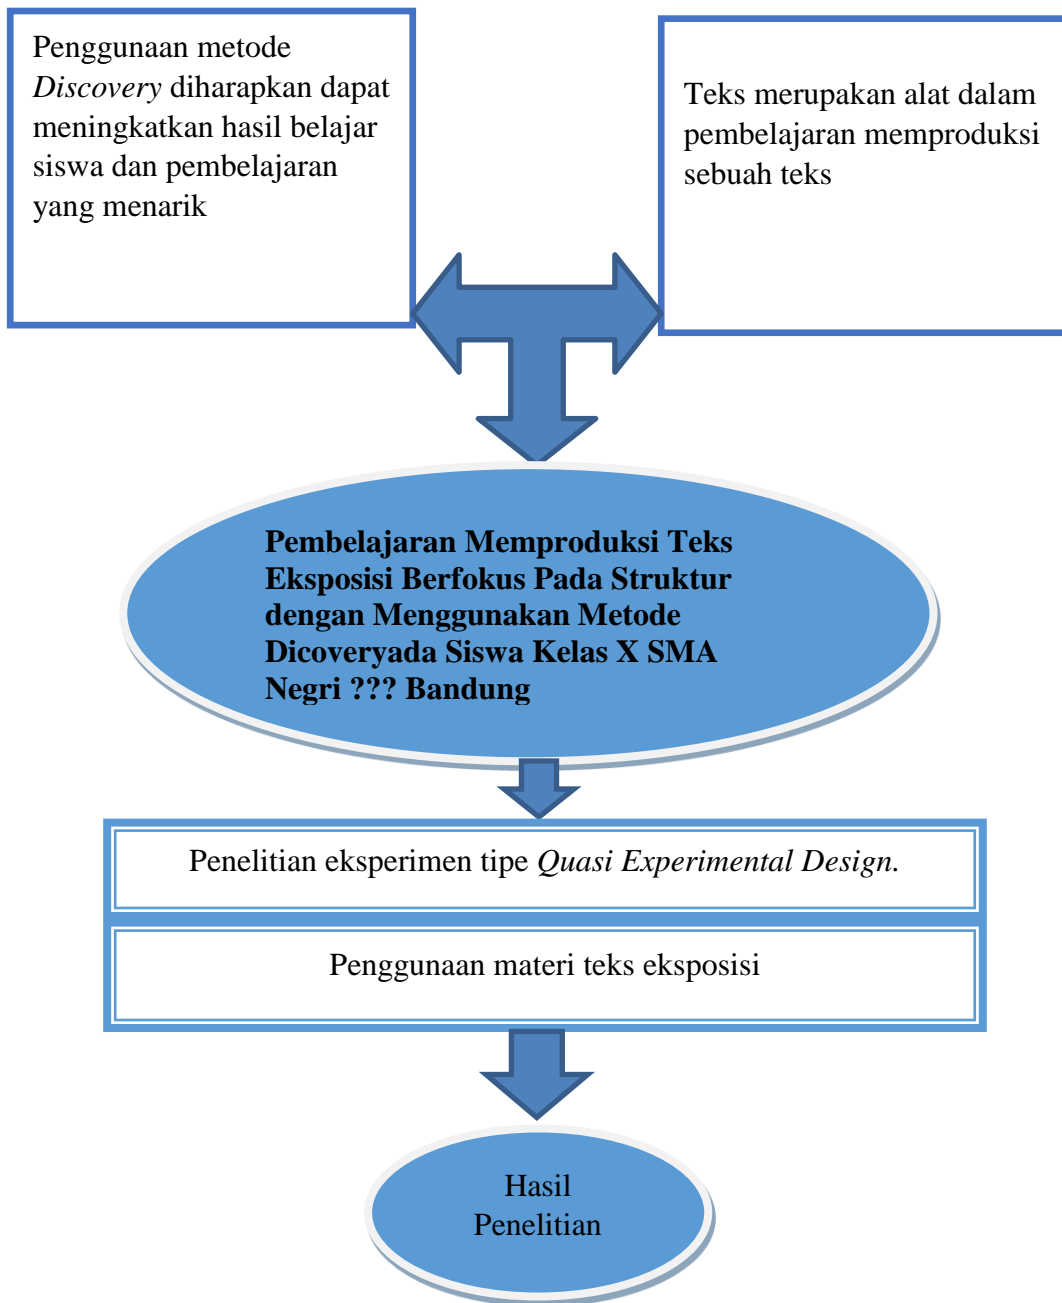 Penggunaan metode
Discovery diharapkan dapat
meningkatkan hasil belajar
siswa dan pembelajaran
yang menarik
Teks merupakan alat dalam
pembelajaran memproduksi
sebuah teks
Pembelajaran Memproduksi Teks
Eksposisi Berfokus Pada Struktur
dengan Menggunakan Metode
Dicoveryada Siswa Kelas X SMA
Negri ??? Bandung
Penelitian eksperimen tipe Quasi Experimental Design.
Penggunaan materi teks eksposisi
Hasil
Penelitian